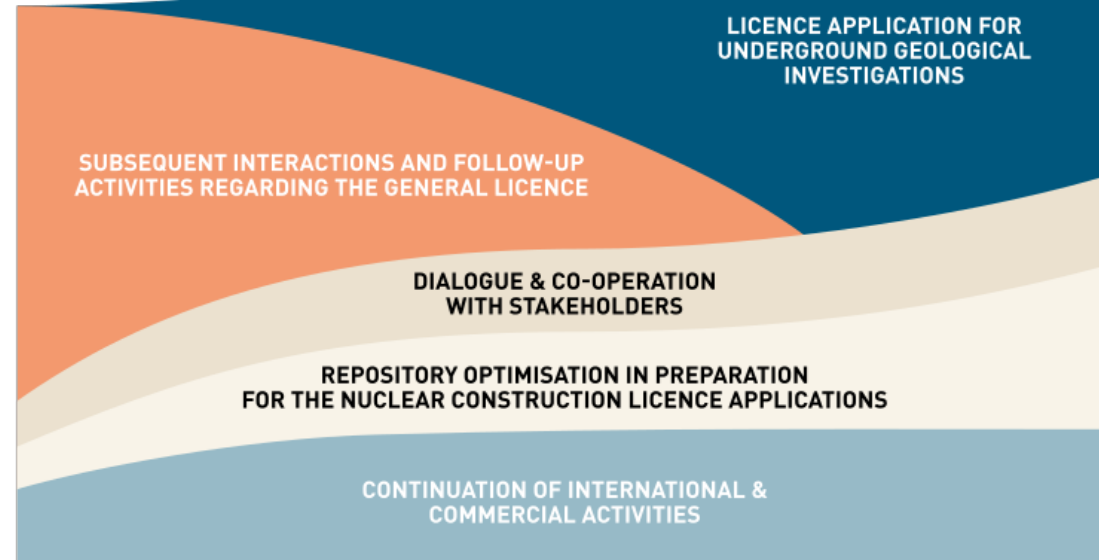 LICENCE APPLICATION FOR
UNDERGROUND GEOLOGICAL
INVESTIGATIONS
SUBSEQUENT INTERACTIONS AND FOLLOW-UP
ACTIVITIES REGARDING THE GENERAL LICENCE
DIALOGUE & CO-OPERATION
WITH STAKEHOLDERS
REPOSITORY OPTIMISATION IN PREPARATION
FOR THE NUCLEAR CONSTRUCTION LICENCE APPLICATIONS
CONTINUATION OF INTERNATIONAL &
COMMERCIAL ACTIVITIES